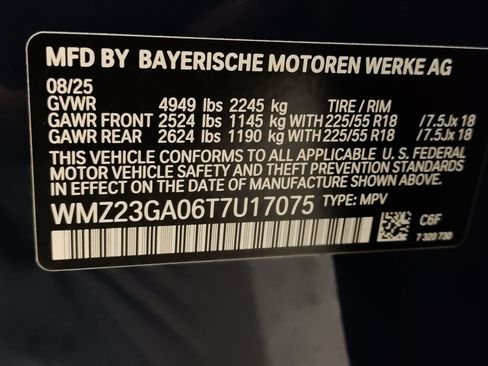 MFD BY BAYERISCHE MOTOREN WERKE AG
08/25
GVWR 4949 lbs 2245 kg TIRE / RIM
GAWR FRONT 2524 lbs 1145 kg WITH 225/55 R18 /7.5Jx 18
GAWR REAR 2624 lbs 1190 kg WITH 225/55 R18 /7.5Jx 18
THIS VEHICLE CONFORMS TO ALL APPLICABLE U. S. FEDERAL
MOTOR VEHICLE SAFETY AND THEFT PREVENTION STANDARDS
IN EFFECT ON THE DATE OF MANUFACTURE SHOWN ABOVE.
WMZ23GA06T7U17075 TYPE: MPV
C6F
7 320 730